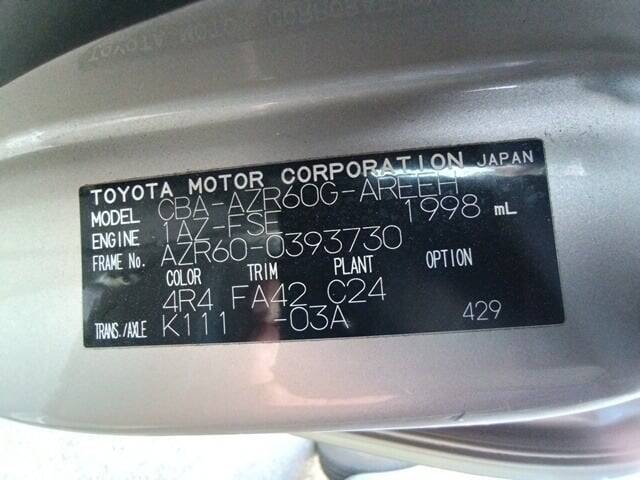 TOYOTA MOTOR CORPORATION JAPAN
MODEL CBA-AZR60G-AREEH
ENGINE 1AZ-FSE 1998 mL
FRAME No. AZR60-0393730
COLOR TRIM PLANT OPTION
4R4 FA42 C24
TRANS./AXLE K111 -03A 429